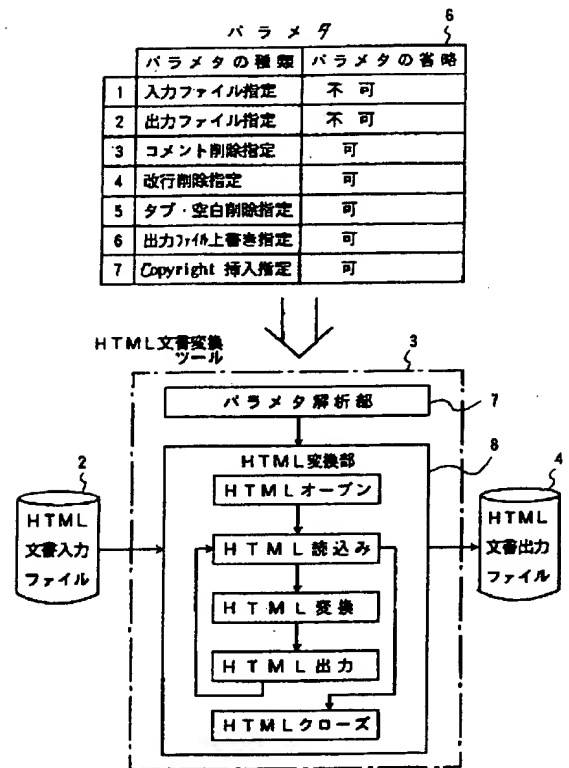 パラメタ
6
パラメタの種類 パラメタの省略
1 入力ファイル指定 不可
2 出力ファイル指定 不可
3 コメント削除指定 可
4 改行削除指定 可
5 タブ・空白削除指定 可
6 出力ファイル上書き指定 可
7 Copyright 挿入指定 可
HTML文書変換
ツール
3
パラメタ解析部
7
8
HTML変換部
2
HTML
文書入力
ファイル
HTMLオープン
HTML読込み
HTML変換
HTML出力
HTMLクローズ
4
HTML
文書出力
ファイル